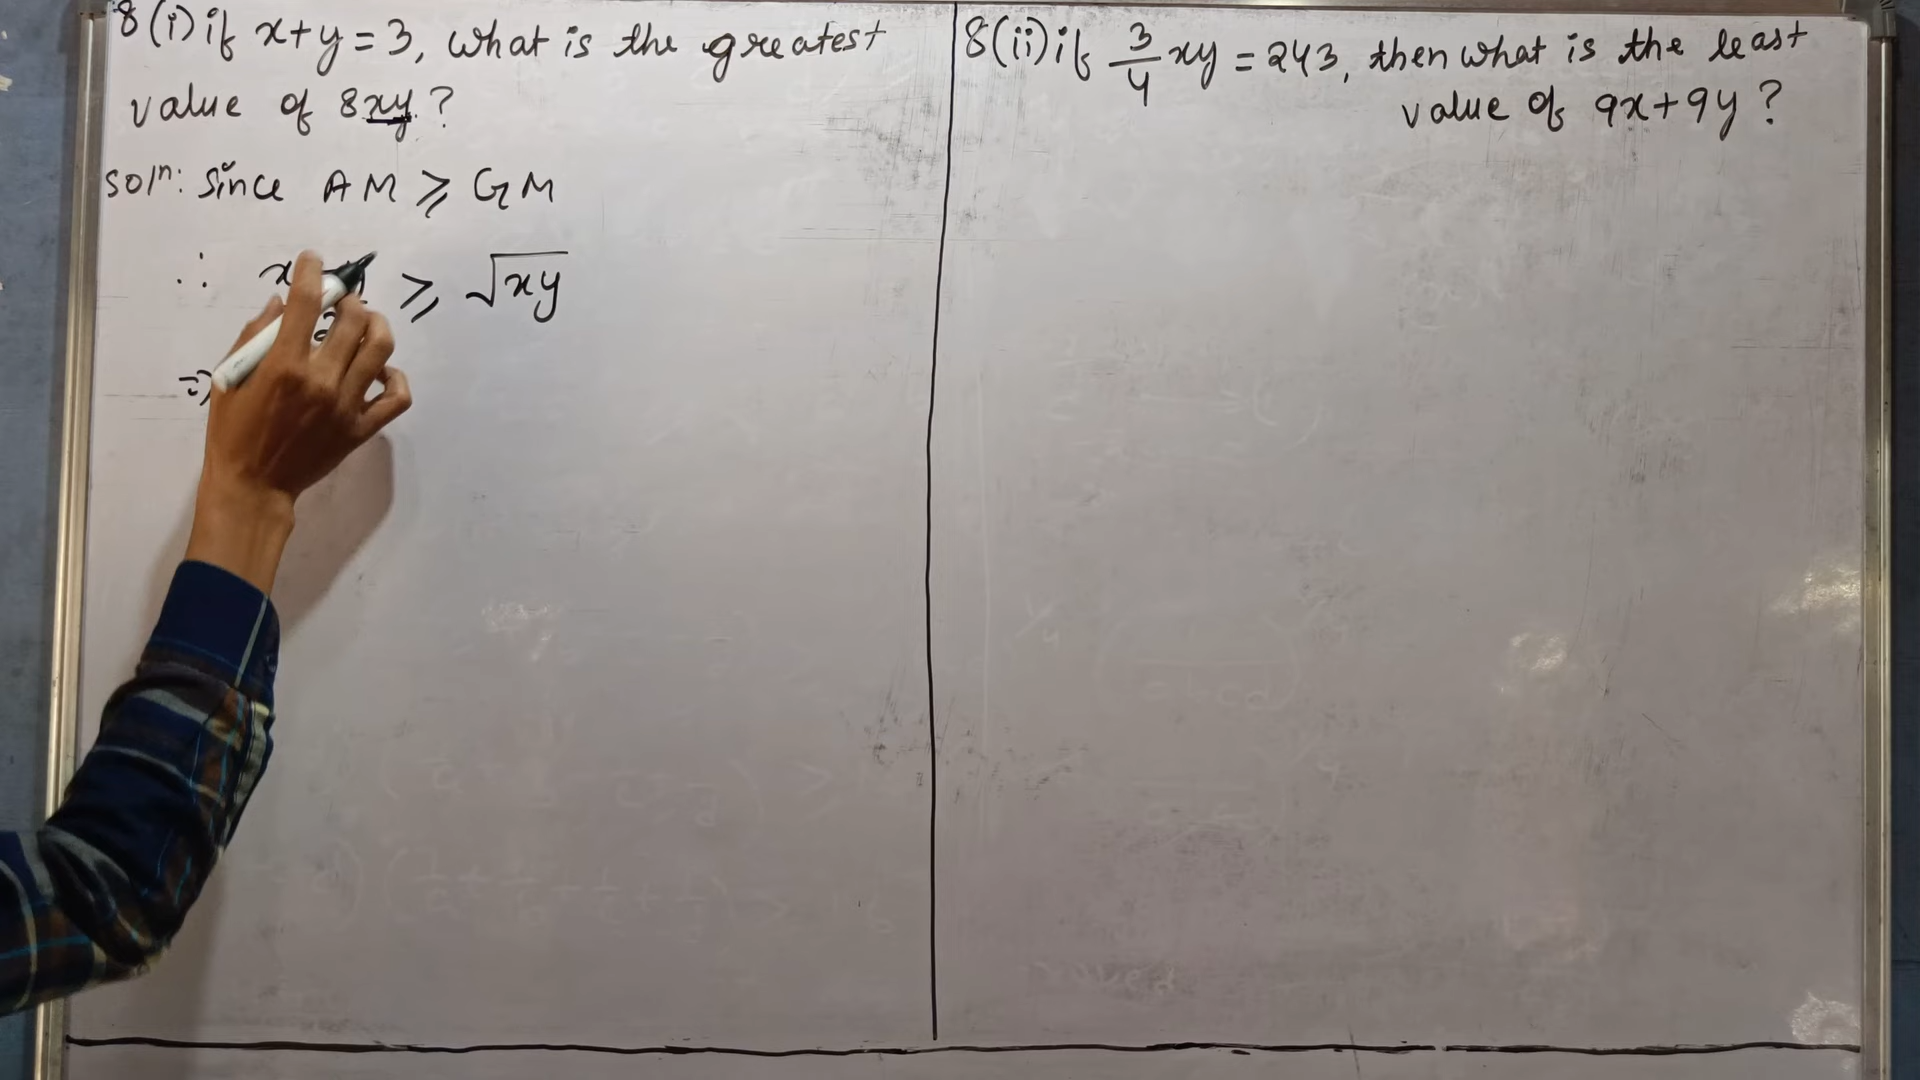 8(i) if x+y=3, what is the greatest
value of 8xy?
Soln: Since AM ≥ GM
∴ x 2 ≥ √xy
⇒
8(ii) if 3/4 xy = 243, then what is the least
value of 9x+9y?